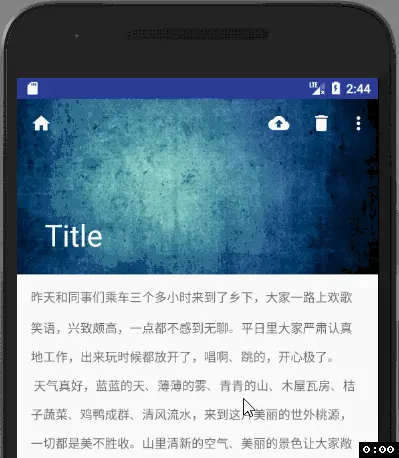 LTE 2:44
Title
昨天和同事们乘车三个多小时来到了乡下，大家一路上欢歌
笑语，兴致颇高，一点都不感到无聊。平日里大家严肃认真
地工作，出来玩时候都放开了，唱啊、跳的，开心极了。
天气真好，蓝蓝的天、薄薄的雾、青青的山、木屋瓦房、桔
子蔬菜、鸡鸭成群、清风流水，来到这美丽的世外桃源，
一切都是美不胜收。山里清新的空气、美丽的景色让大家敞
0:00